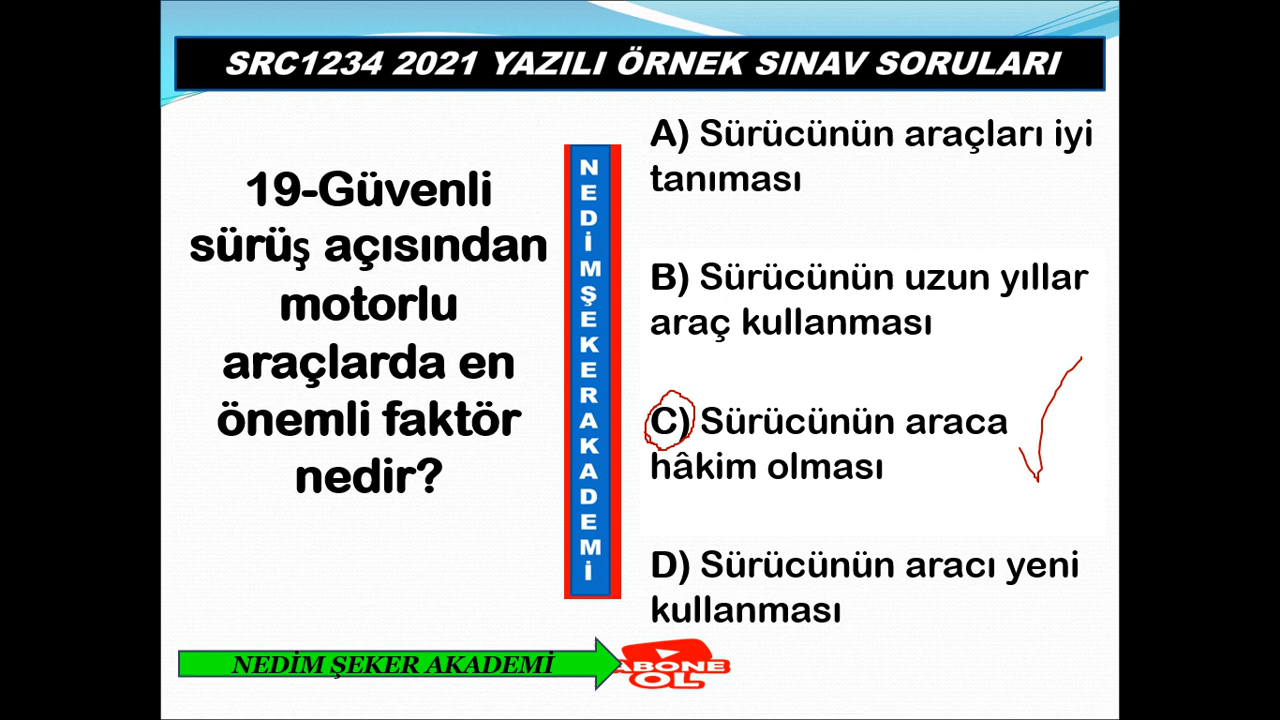 SRC1234 2021 YAZILI ÖRNEK SINAV SORULARI
19-Güvenli
sürüş açısından
motorlu
araçlarda en
önemli faktör
nedir?
NEDİMŞEKERAKADEMİ
A) Sürücünün araçları iyi
tanıması
B) Sürücünün uzun yıllar
araç kullanması
C) Sürücünün araca
hâkim olması
D) Sürücünün aracı yeni
kullanması
NEDİM ŞEKER AKADEMİ
ABONE
OL